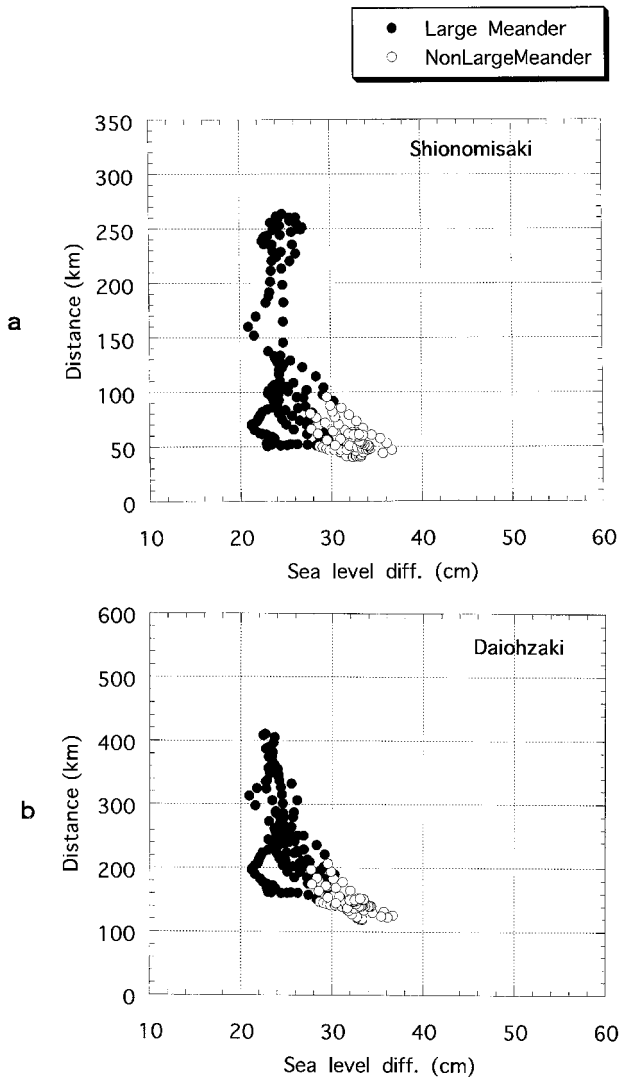 Large Meander
NonLargeMeander
a
Shionomisaki
Distance (km)
350
300
250
200
150
100
50
0
10 20 30 40 50 60
Sea level diff. (cm)
b
Daiohzaki
Distance (km)
600
500
400
300
200
100
0
10 20 30 40 50 60
Sea level diff. (cm)